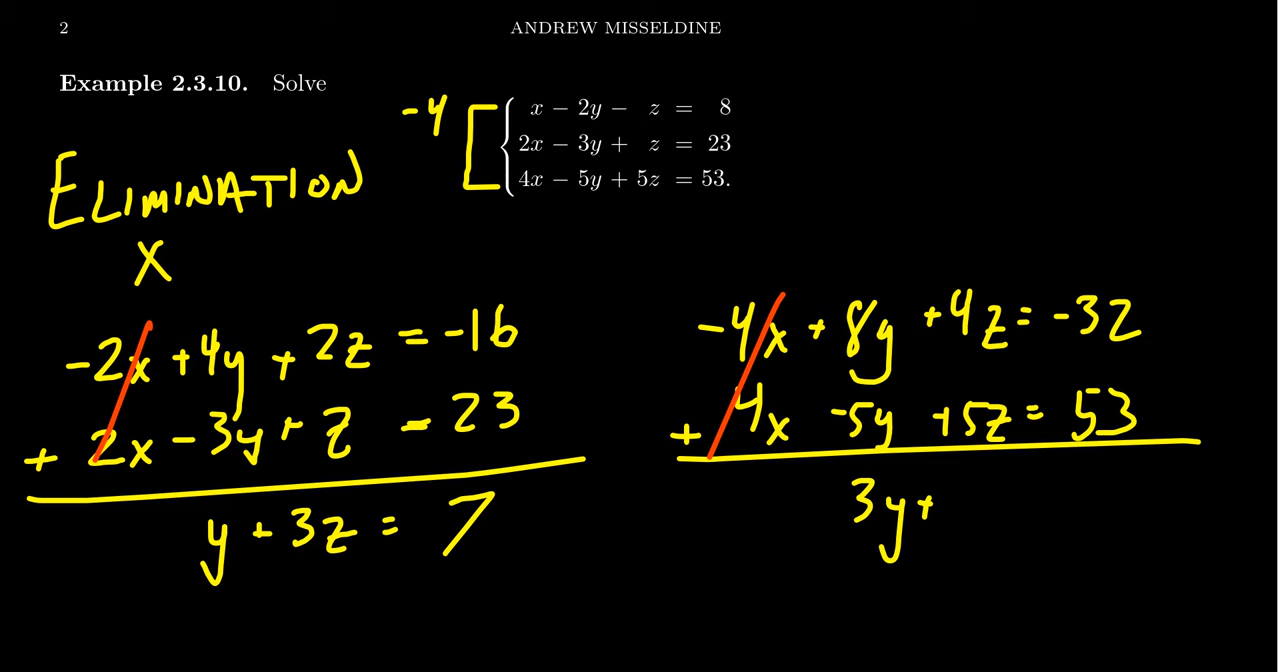 2 ANDREW MISSELDINE
Example 2.3.10. Solve
-4
x − 2y − z = 8
2x − 3y + z = 23
4x − 5y + 5z = 53.
ELIMINATION
X
-2x +4y + 2z = -16
+ 2x - 3y + z = 23
y + 3z = 7
-4x + 8y +4z = -32
+ 4x -5y +5z = 53
3y+